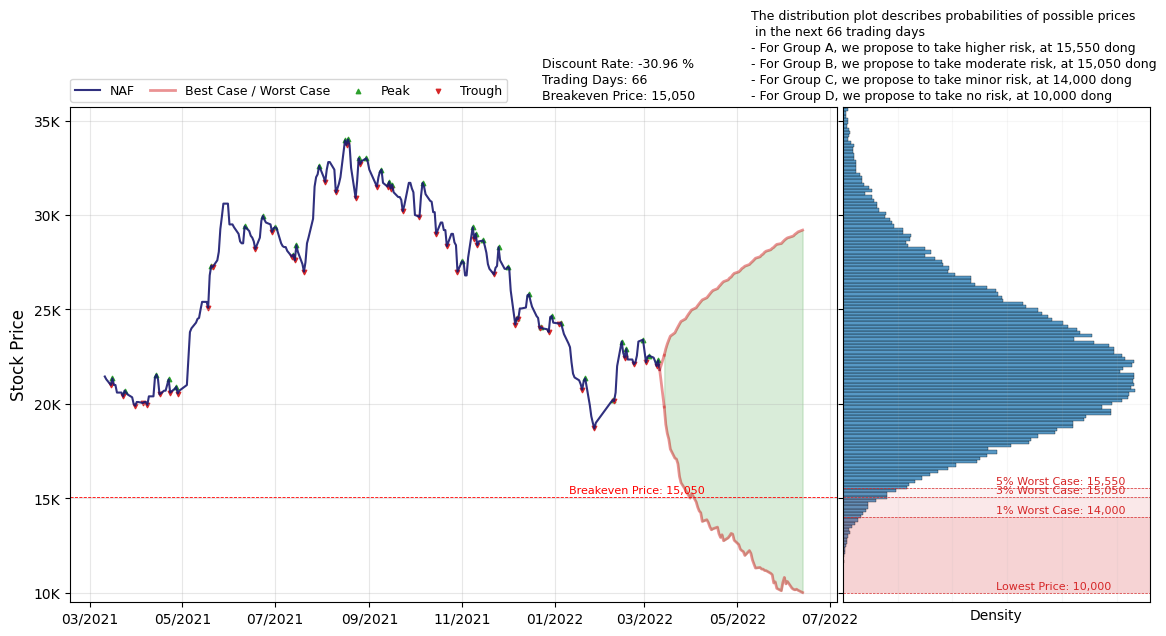 The distribution plot describes probabilities of possible prices
in the next 66 trading days
- For Group A, we propose to take higher risk, at 15,550 dong
- For Group B, we propose to take moderate risk, at 15,050 dong
- For Group C, we propose to take minor risk, at 14,000 dong
- For Group D, we propose to take no risk, at 10,000 dong
Discount Rate: -30.96 %
Trading Days: 66
Breakeven Price: 15,050
NAF
Best Case / Worst Case
Peak
Trough
Stock Price
35K
30K
25K
20K
15K
10K
Breakeven Price: 15,050
03/2021
05/2021
07/2021
09/2021
11/2021
01/2022
03/2022
05/2022
07/2022
5% Worst Case: 15,550
3% Worst Case: 15,050
1% Worst Case: 14,000
Lowest Price: 10,000
Density